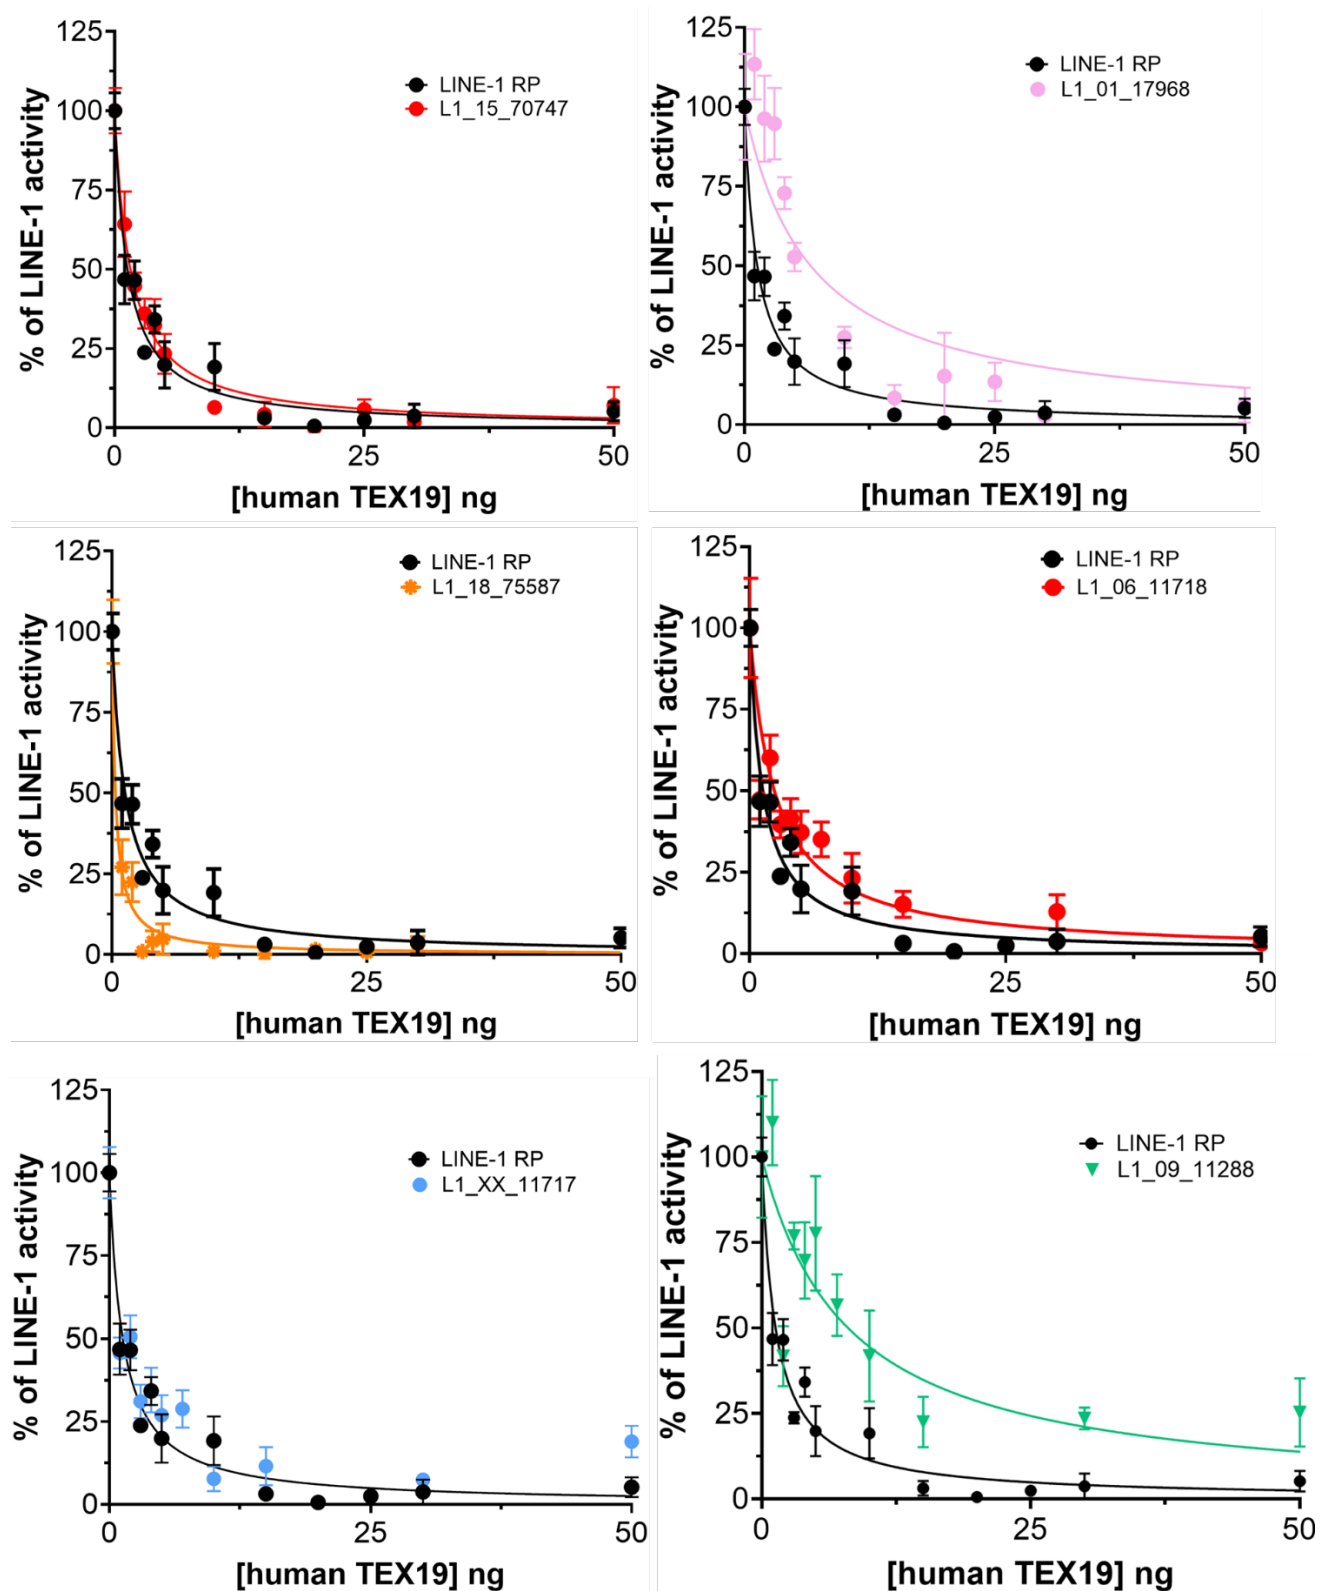 125
100
75
50
25
0
% of LINE-1 activity
LINE-1 RP
L1_15_70747
0 25 50
[human TEX19] ng
125
100
75
50
25
0
% of LINE-1 activity
LINE-1 RP
L1_01_17968
0 25 50
[human TEX19] ng
125
100
75
50
25
0
% of LINE-1 activity
LINE-1 RP
L1_18_75587
0 25 50
[human TEX19] ng
125
100
75
50
25
0
% of LINE-1 activity
LINE-1 RP
L1_06_11718
0 25 50
[human TEX19] ng
125
100
75
50
25
0
% of LINE-1 activity
LINE-1 RP
L1_XX_11717
0 25 50
[human TEX19] ng
125
100
75
50
25
0
% of LINE-1 activity
LINE-1 RP
L1_09_11288
0 25 50
[human TEX19] ng